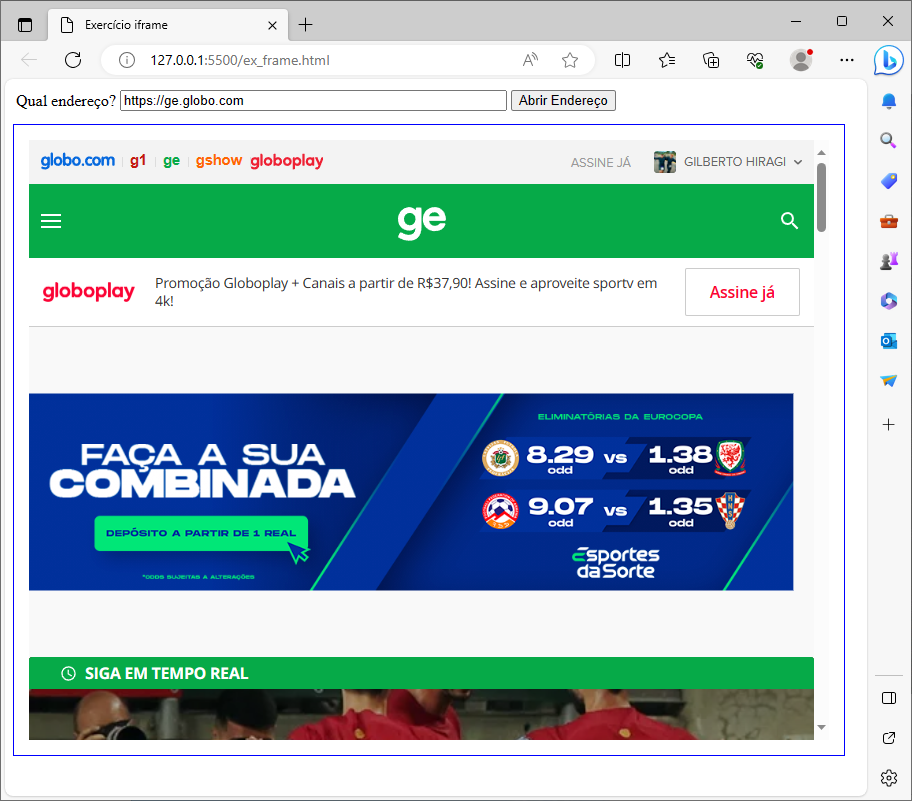 Exercício iframe
127.0.0.1:5500/ex_frame.html
Qual endereço? https://ge.globo.com Abrir Endereço
globo.com g1 ge gshow globoplay ASSINE JÁ GILBERTO HIRAGI
ge
globoplay Promoção Globoplay + Canais a partir de R$37,90! Assine e aproveite sportv em
4k!
Assine já
ELIMINATÓRIAS DA EUROCOPA
FAÇA A SUA
COMBINADA
DEPÓSITO A PARTIR DE 1 REAL
*ODDS SUJEITAS A ALTERAÇÕES
8.29 vs 1.38
odd odd
9.07 vs 1.35
odd odd
Esportes
da Sorte
SIGA EM TEMPO REAL